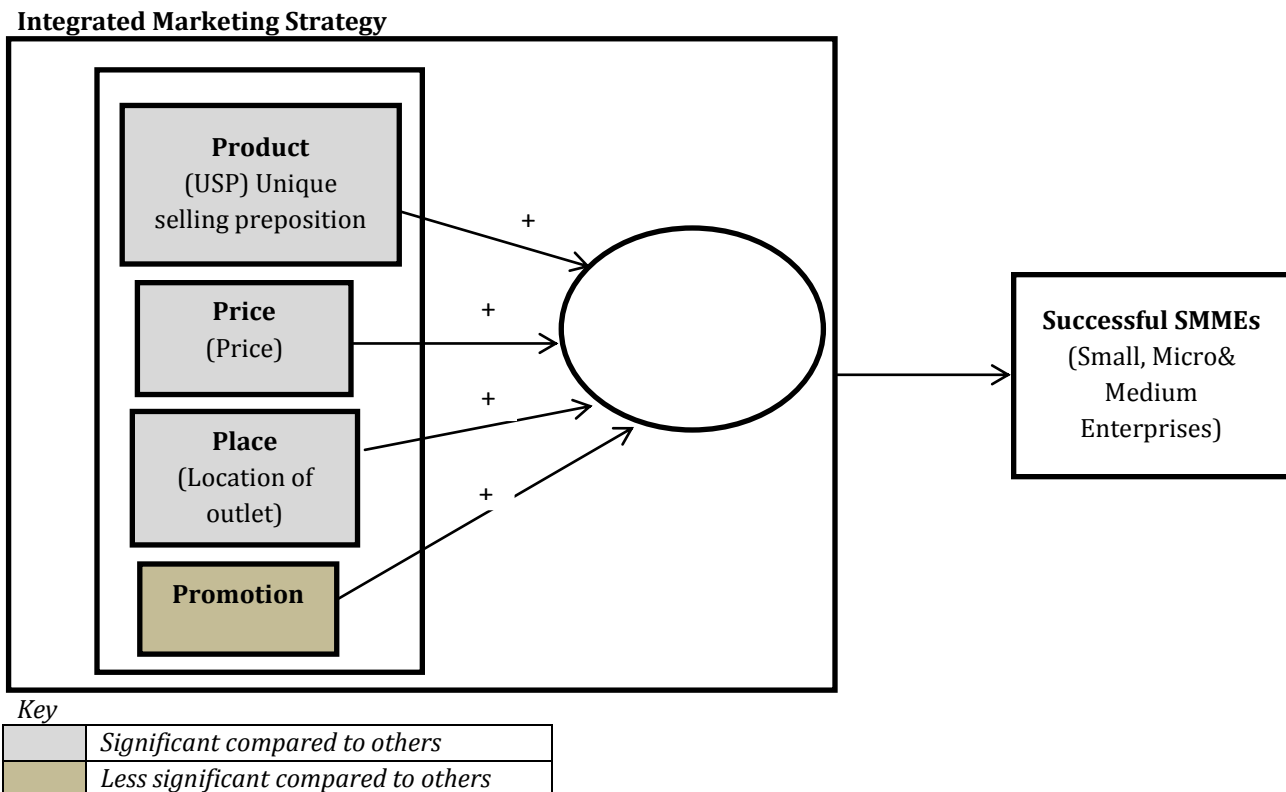 Integrated Marketing Strategy
Product
(USP) Unique
selling preposition
+
Price
(Price)
+
Place
(Location of
outlet)
+
Promotion
+
Successful SMMEs
(Small, Micro&
Medium
Enterprises)
Key
Significant compared to others
Less significant compared to others